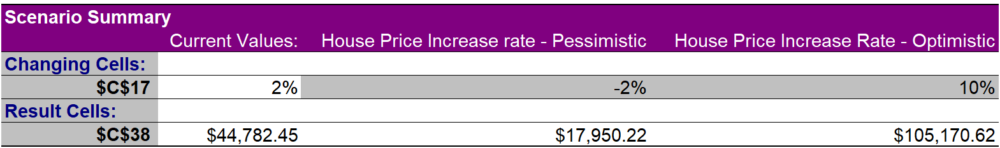 Scenario Summary
Current Values: House Price Increase rate - Pessimistic House Price Increase Rate - Optimistic
Changing Cells:
$C$17 2% -2% 10%
Result Cells:
$C$38 $44,782.45 $17,950.22 $105,170.62